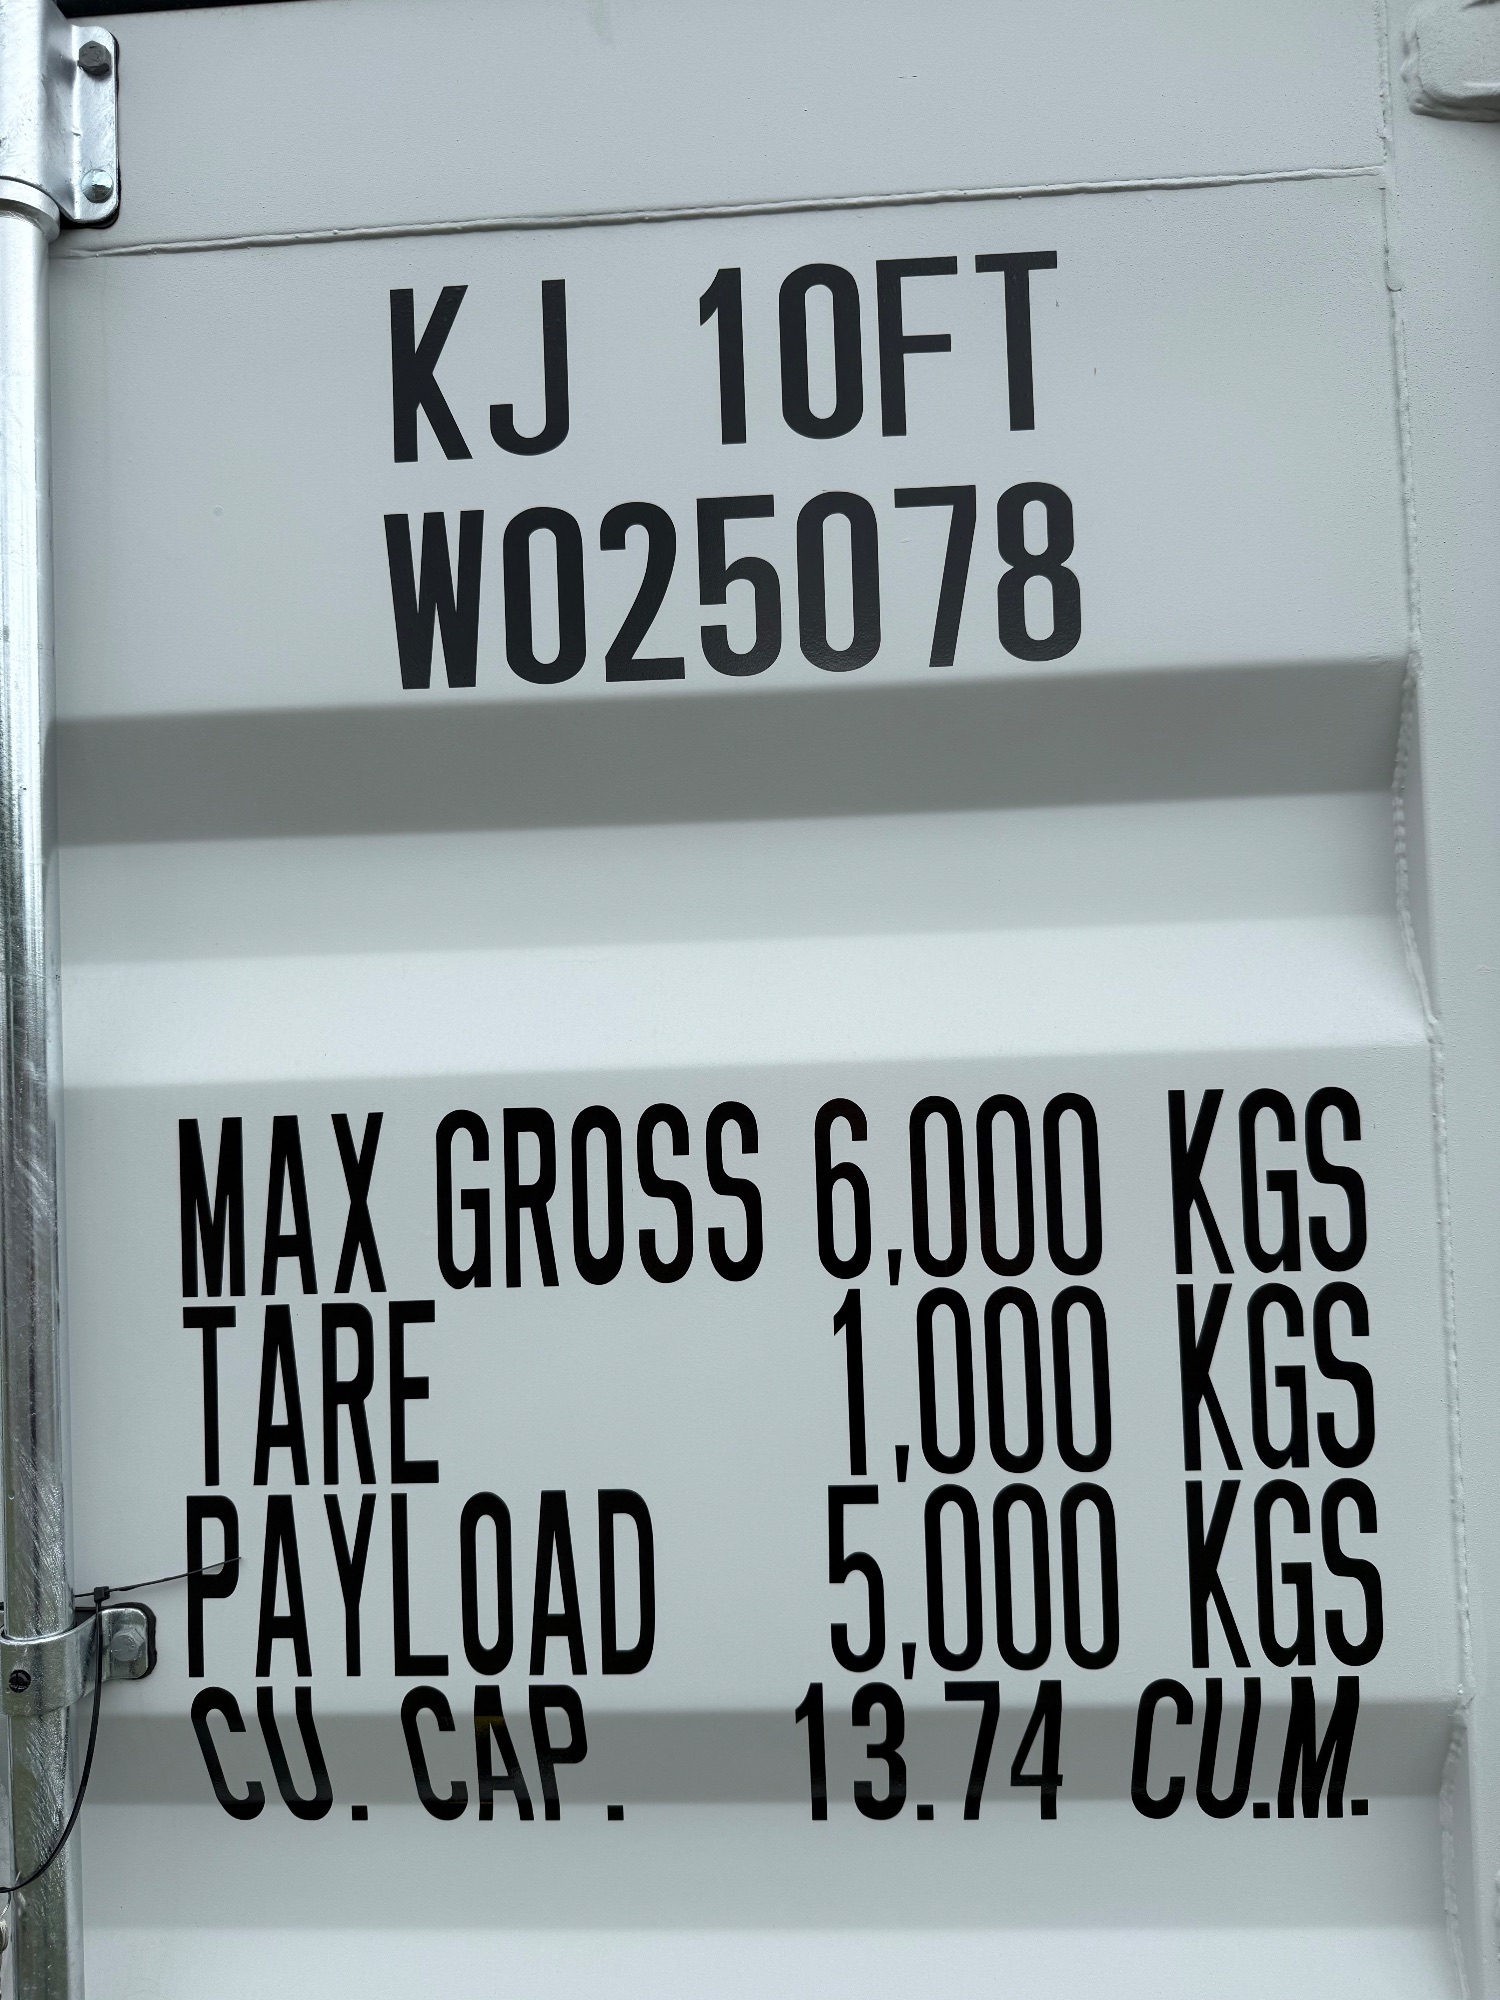 KJ 10FT
W025078
MAX GROSS 6,000 KGS
TARE 1,000 KGS
PAYLOAD 5,000 KGS
CU. CAP. 13.74 CU.M.